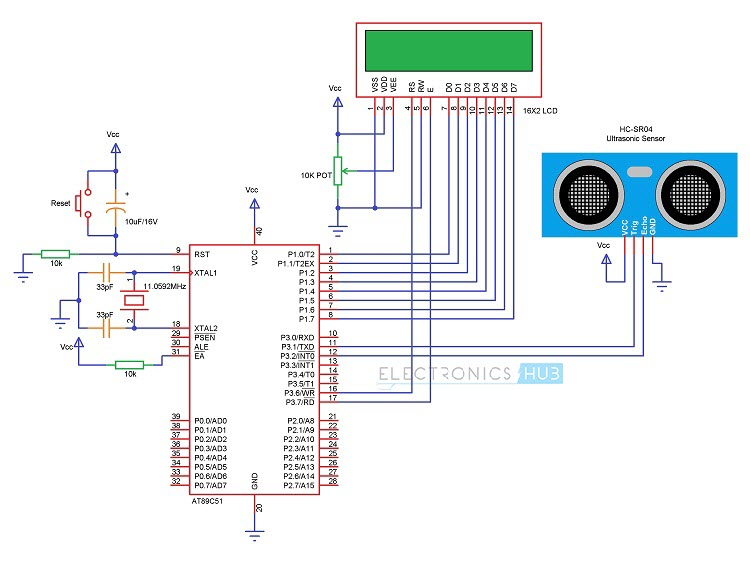 VSS
VDD
VEE
RS
RW
E
D0
D1
D2
D3
D4
D5
D6
D7
1
2
3
4
5
6
7
8
9
10
11
12
13
14
16X2 LCD
Vcc
10K POT
HC-SR04
Ultrasonic Sensor
VCC
Trig
Echo
GND
Vcc
Vcc
Reset
+
10uF/16V
10k
33pF
1
11.0592MHz
33pF
2
Vcc
10k
Vcc
40
VCC
9 RST
19 XTAL1
18 XTAL2
29 PSEN
30 ALE
31 EA
39 P0.0/AD0
38 P0.1/AD1
37 P0.2/AD2
36 P0.3/AD3
35 P0.4/AD4
34 P0.5/AD5
33 P0.6/AD6
32 P0.7/AD7
P1.0/T2 1
P1.1/T2EX 2
P1.2 3
P1.3 4
P1.4 5
P1.5 6
P1.6 7
P1.7 8
P3.0/RXD 10
P3.1/TXD 11
P3.2/INT0 12
P3.3/INT1 13
P3.4/T0 14
P3.5/T1 15
P3.6/WR 16
P3.7/RD 17
P2.0/A8 21
P2.1/A9 22
P2.2/A10 23
P2.3/A11 24
P2.4/A12 25
P2.5/A13 26
P2.6/A14 27
P2.7/A15 28
GND
20
AT89C51
ELECTRONICS HUB